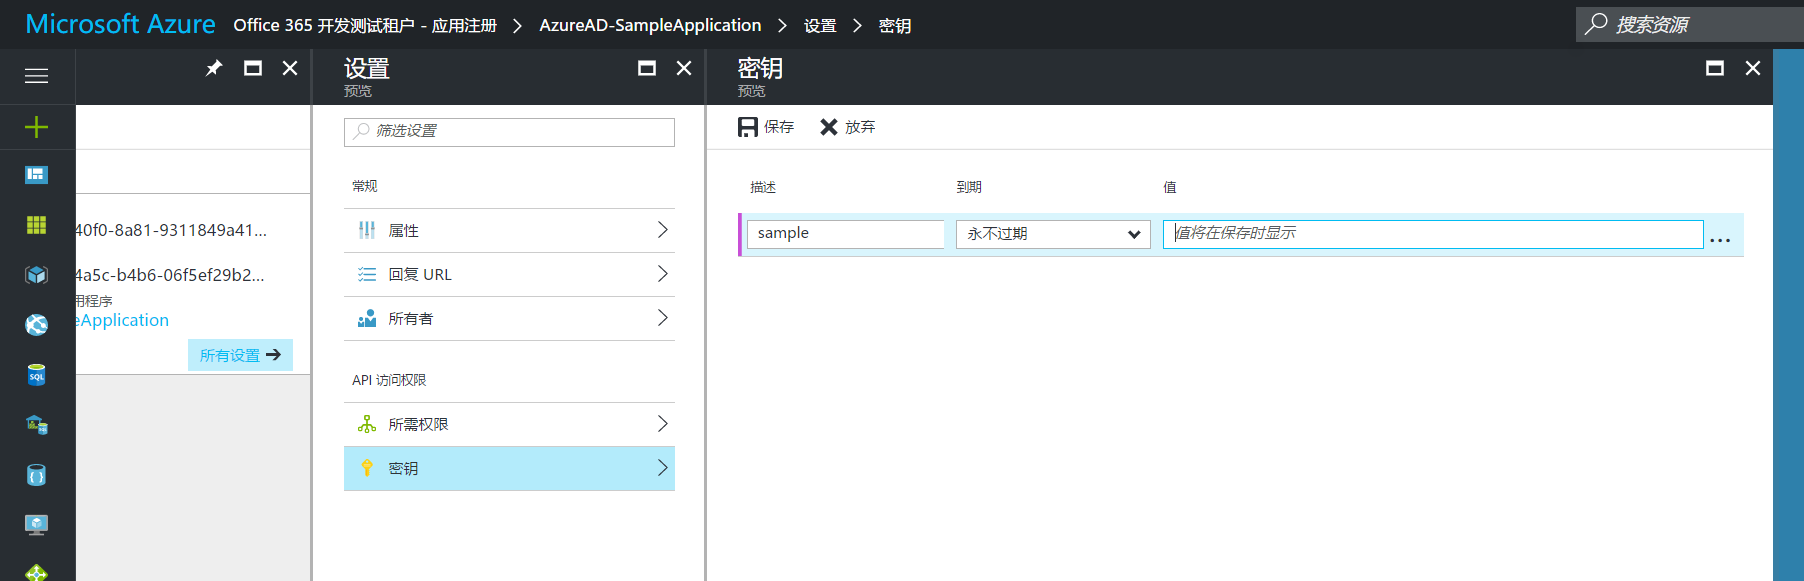 Microsoft Azure Office 365 开发测试租户 - 应用注册 > AzureAD-SampleApplication > 设置 > 密钥
搜索资源
40f0-8a81-9311849a41...
4a5c-b4b6-06f5ef29b2...
用程序
eApplication
所有设置 →
设置
预览
筛选设置
常规
属性
回复 URL
所有者
API 访问权限
所需权限
密钥
密钥
预览
保存 放弃
描述 到期 值
sample 永不过期 值将在保存时显示 ...
SQL